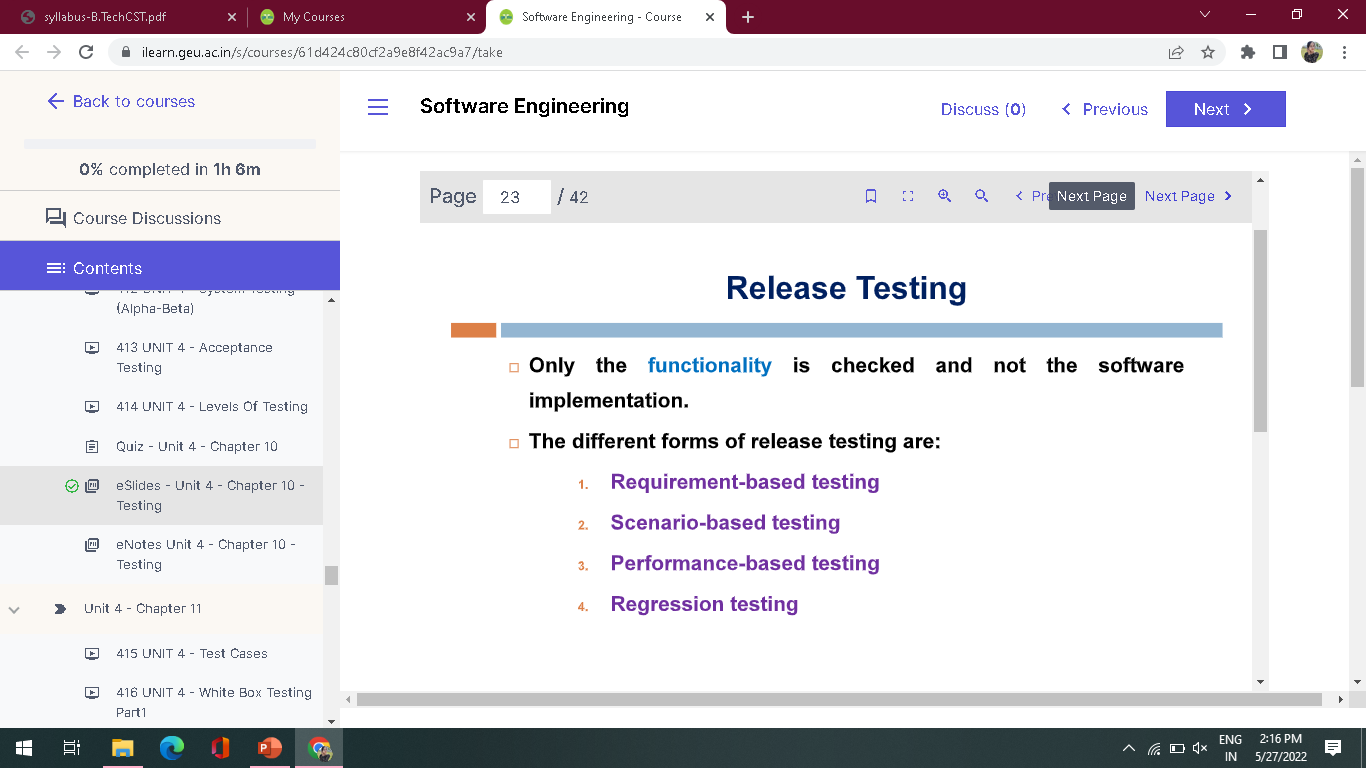 syllabus-B.TechCST.pdf
My Courses
Software Engineering - Course
ilearn.geu.ac.in/s/courses/61d424c80cf2a9e8f42ac9a7/take
Back to courses
0% completed in 1h 6m
Course Discussions
Contents
412 UNIT 4 - System Testing
(Alpha-Beta)
413 UNIT 4 - Acceptance
Testing
414 UNIT 4 - Levels Of Testing
Quiz - Unit 4 - Chapter 10
eSlides - Unit 4 - Chapter 10 -
Testing
eNotes Unit 4 - Chapter 10 -
Testing
Unit 4 - Chapter 11
415 UNIT 4 - Test Cases
416 UNIT 4 - White Box Testing
Part1
Software Engineering
Discuss (0)
Previous
Next
Page 23 / 42
Pre
Next Page
Next Page
Release Testing
Only the functionality is checked and not the software
implementation.
The different forms of release testing are:
1. Requirement-based testing
2. Scenario-based testing
3. Performance-based testing
4. Regression testing
ENG
IN
2:16 PM
5/27/2022